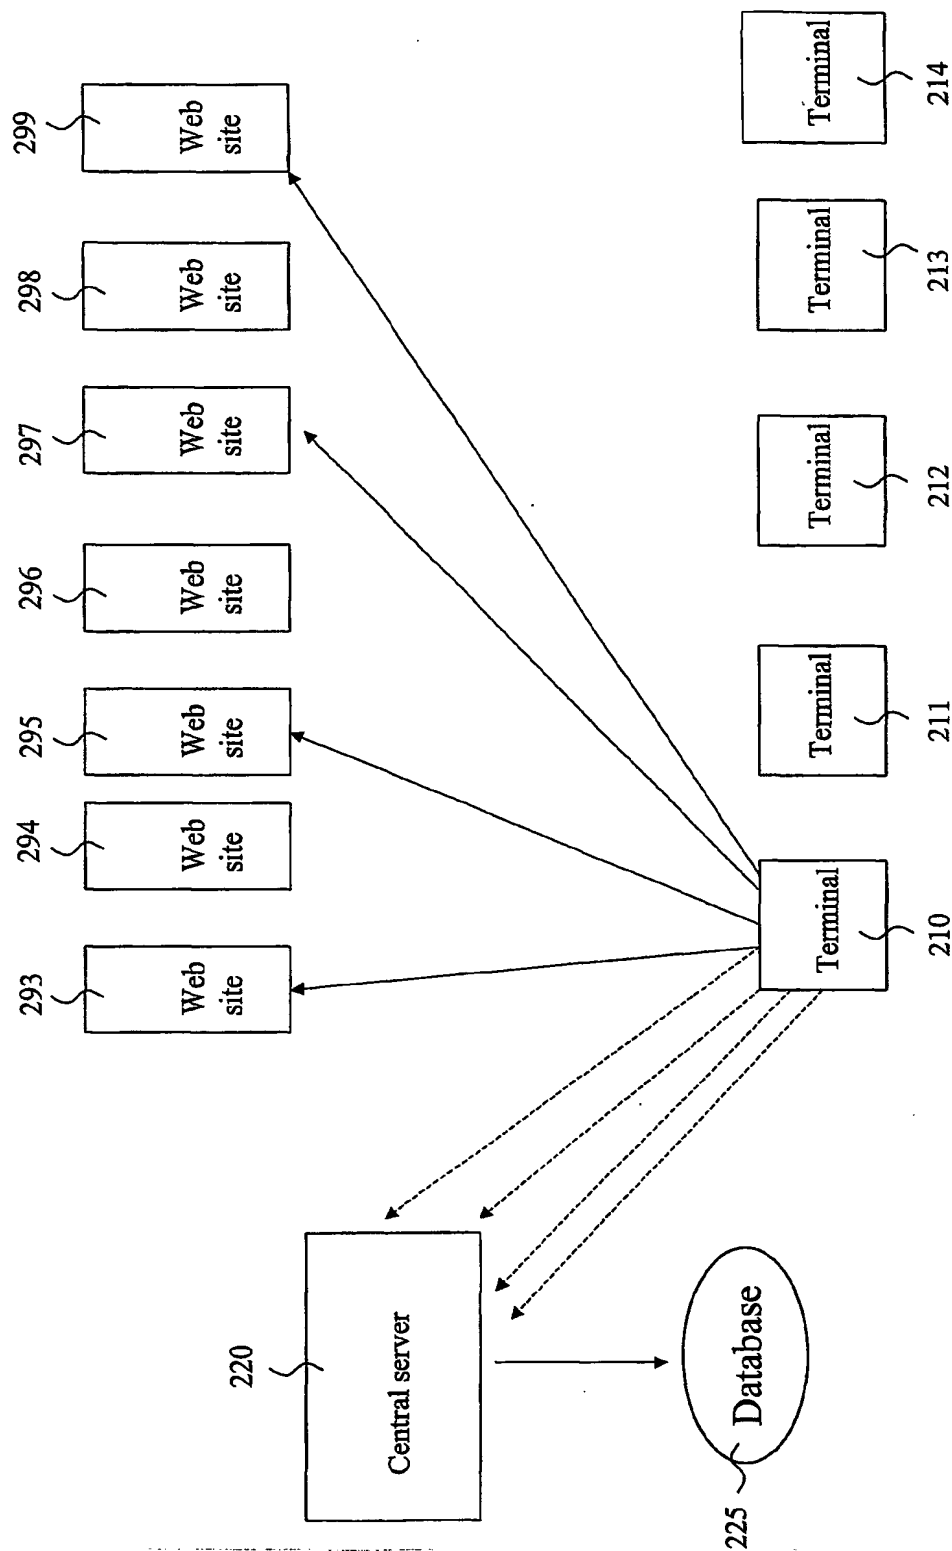 293
294
295
296
297
298
299
Web
site
Web
site
Web
site
Web
site
Web
site
Web
site
Web
site
220
Central server
225
Database
Terminal
Terminal
Terminal
Terminal
Terminal
210
211
212
213
214